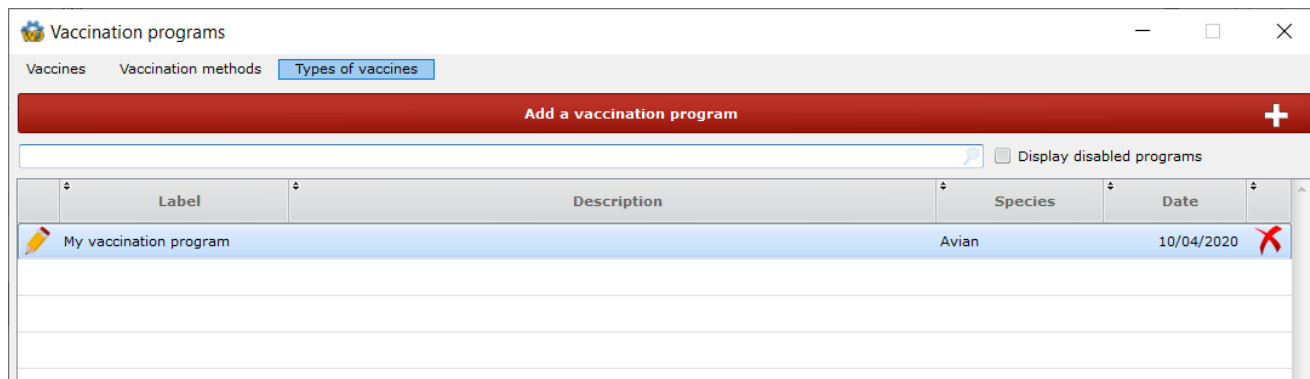 Vaccination programs
Vaccines Vaccination methods Types of vaccines
Add a vaccination program
Display disabled programs
Label Description Species Date
My vaccination program Avian 10/04/2020